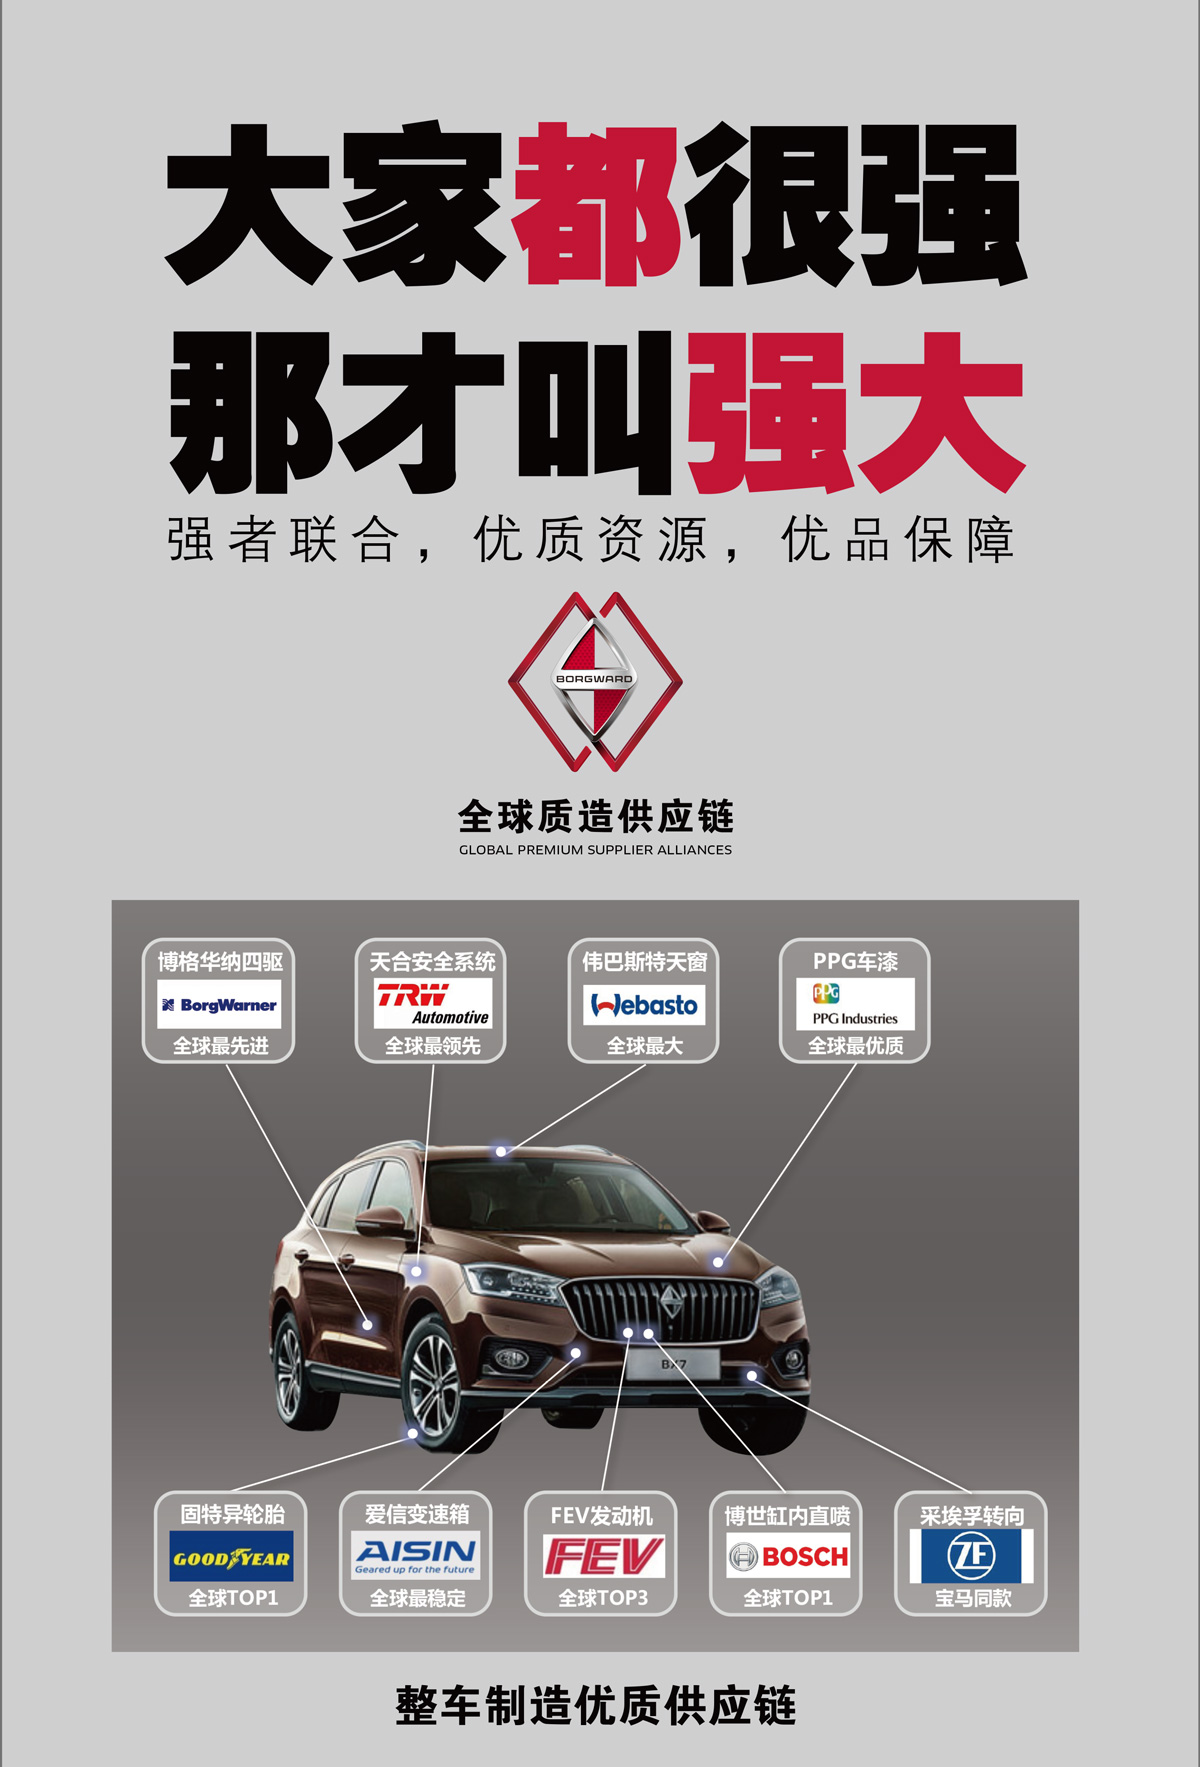 大家都很强
那才叫强大
强者联合，优质资源，优品保障
BORGWARD
全球质造供应链
GLOBAL PREMIUM SUPPLIER ALLIANCES
博格华纳四驱
BorgWarner
全球最先进
天合安全系统
TRW
Automotive
全球最领先
伟巴斯特天窗
Webasto
全球最大
PPG车漆
PPG
PPG Industries
全球最优质
BX7
固特异轮胎
GOODYEAR
全球TOP1
爱信变速箱
AISIN
Geared up for the future
全球最稳定
FEV发动机
FEV
全球TOP3
博世缸内直喷
BOSCH
全球TOP1
采埃孚转向
ZF
宝马同款
整车制造优质供应链